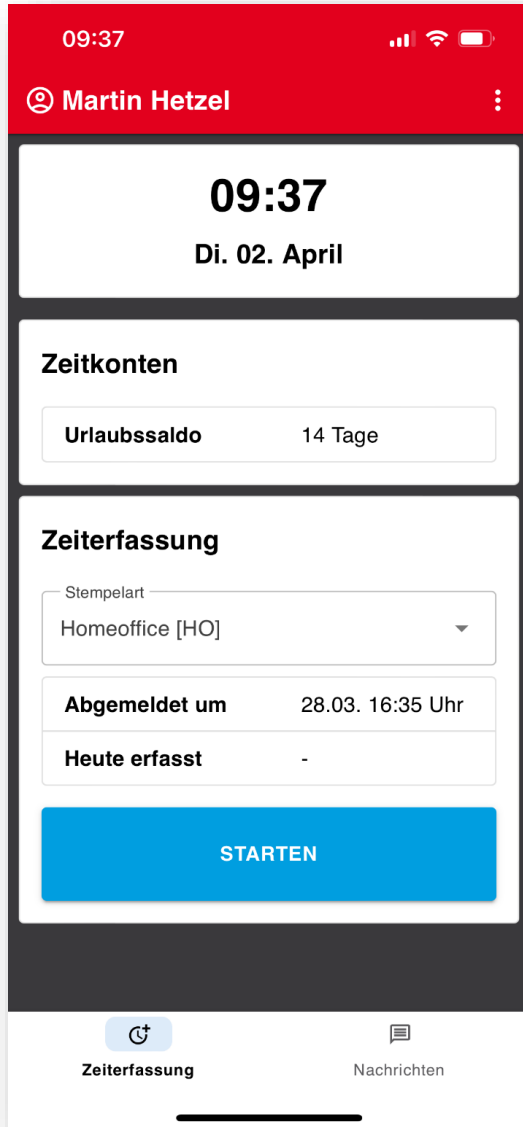 09:37
Martin Hetzel
09:37
Di. 02. April
Zeitkonten
Urlaubssaldo 14 Tage
Zeiterfassung
Stempelart
Homeoffice [HO]
Abgemeldet um 28.03. 16:35 Uhr
Heute erfasst -
STARTEN
Zeiterfassung Nachrichten